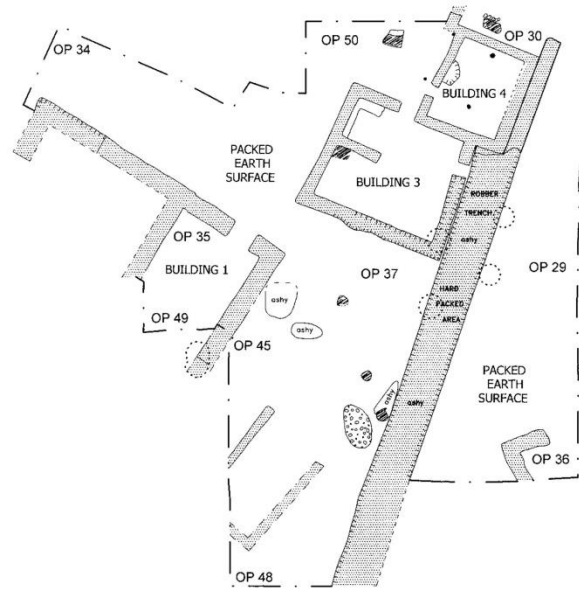 OP 34
OP 50
OP 30
BUILDING 4
PACKED
EARTH
SURFACE
BUILDING 3
ROBBER
TRENCH
ashy
OP 35
BUILDING 1
OP 37
OP 29
ashy
HARD
PACKED
AREA
OP 49
OP 45
ashy
PACKED
EARTH
SURFACE
ashy
ashy
OP 36
OP 48